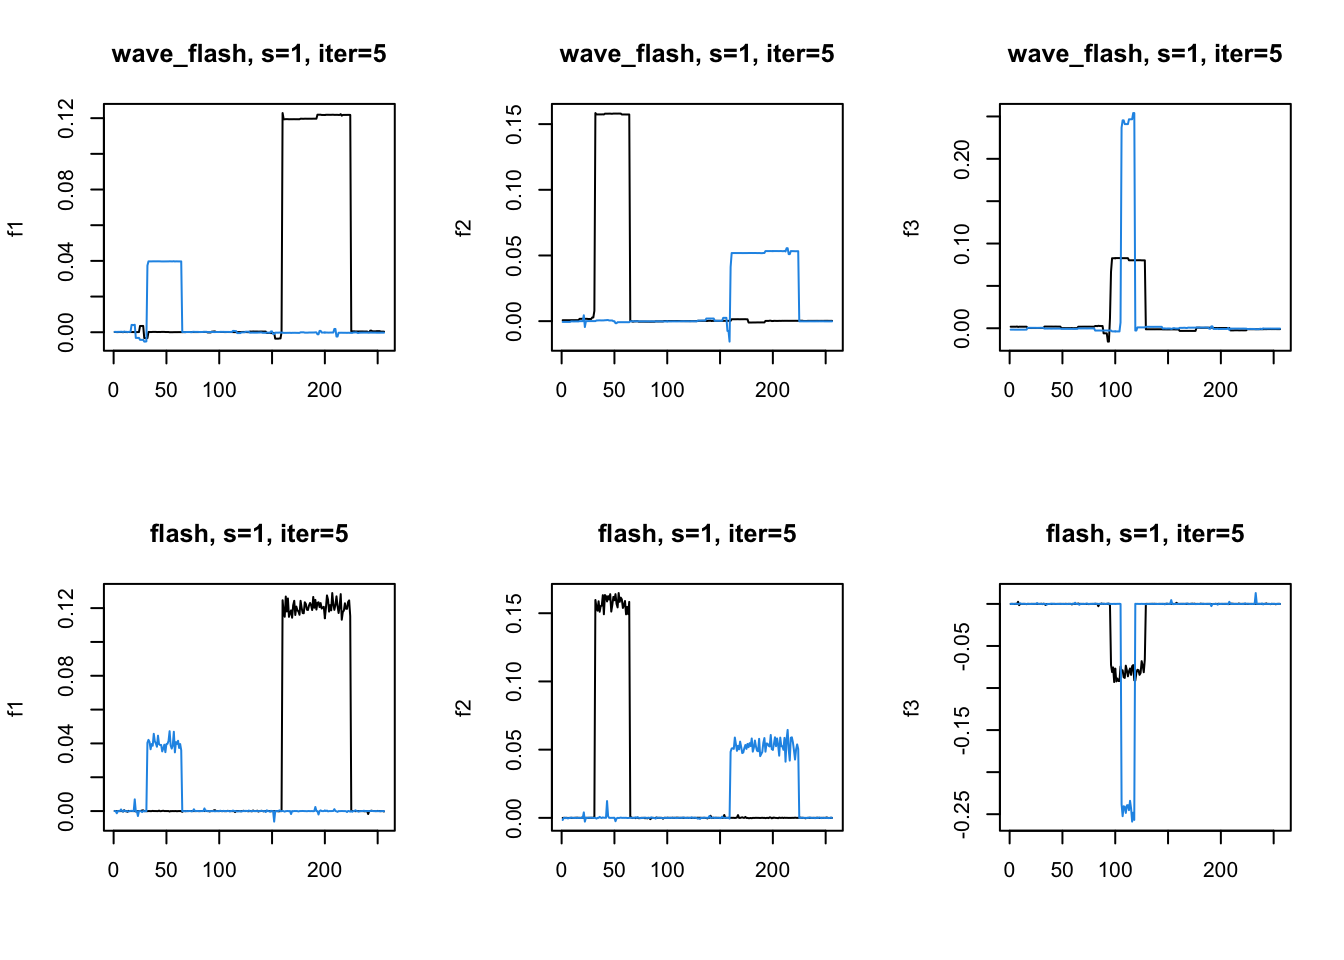 wave_flash, s=1, iter=5
f1
0.00 0.04 0.08 0.12
0 50 100 200
wave_flash, s=1, iter=5
f2
0.00 0.05 0.10 0.15
0 50 100 200
wave_flash, s=1, iter=5
f3
0.00 0.10 0.20
0 50 100 200
flash, s=1, iter=5
f1
0.00 0.04 0.08 0.12
0 50 100 200
flash, s=1, iter=5
f2
0.00 0.05 0.10 0.15
0 50 100 200
flash, s=1, iter=5
f3
-0.25 -0.15 -0.05
0 50 100 200